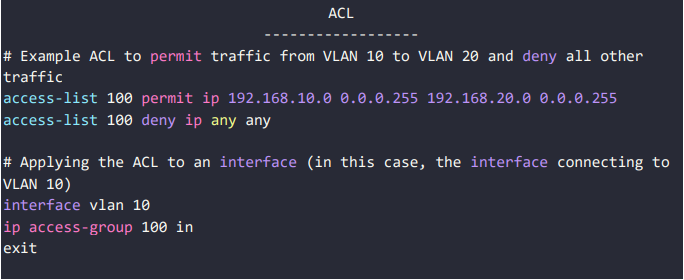 ACL
------------------
# Example ACL to permit traffic from VLAN 10 to VLAN 20 and deny all other
traffic
access-list 100 permit ip 192.168.10.0 0.0.0.255 192.168.20.0 0.0.0.255
access-list 100 deny ip any any
# Applying the ACL to an interface (in this case, the interface connecting to
VLAN 10)
interface vlan 10
ip access-group 100 in
exit